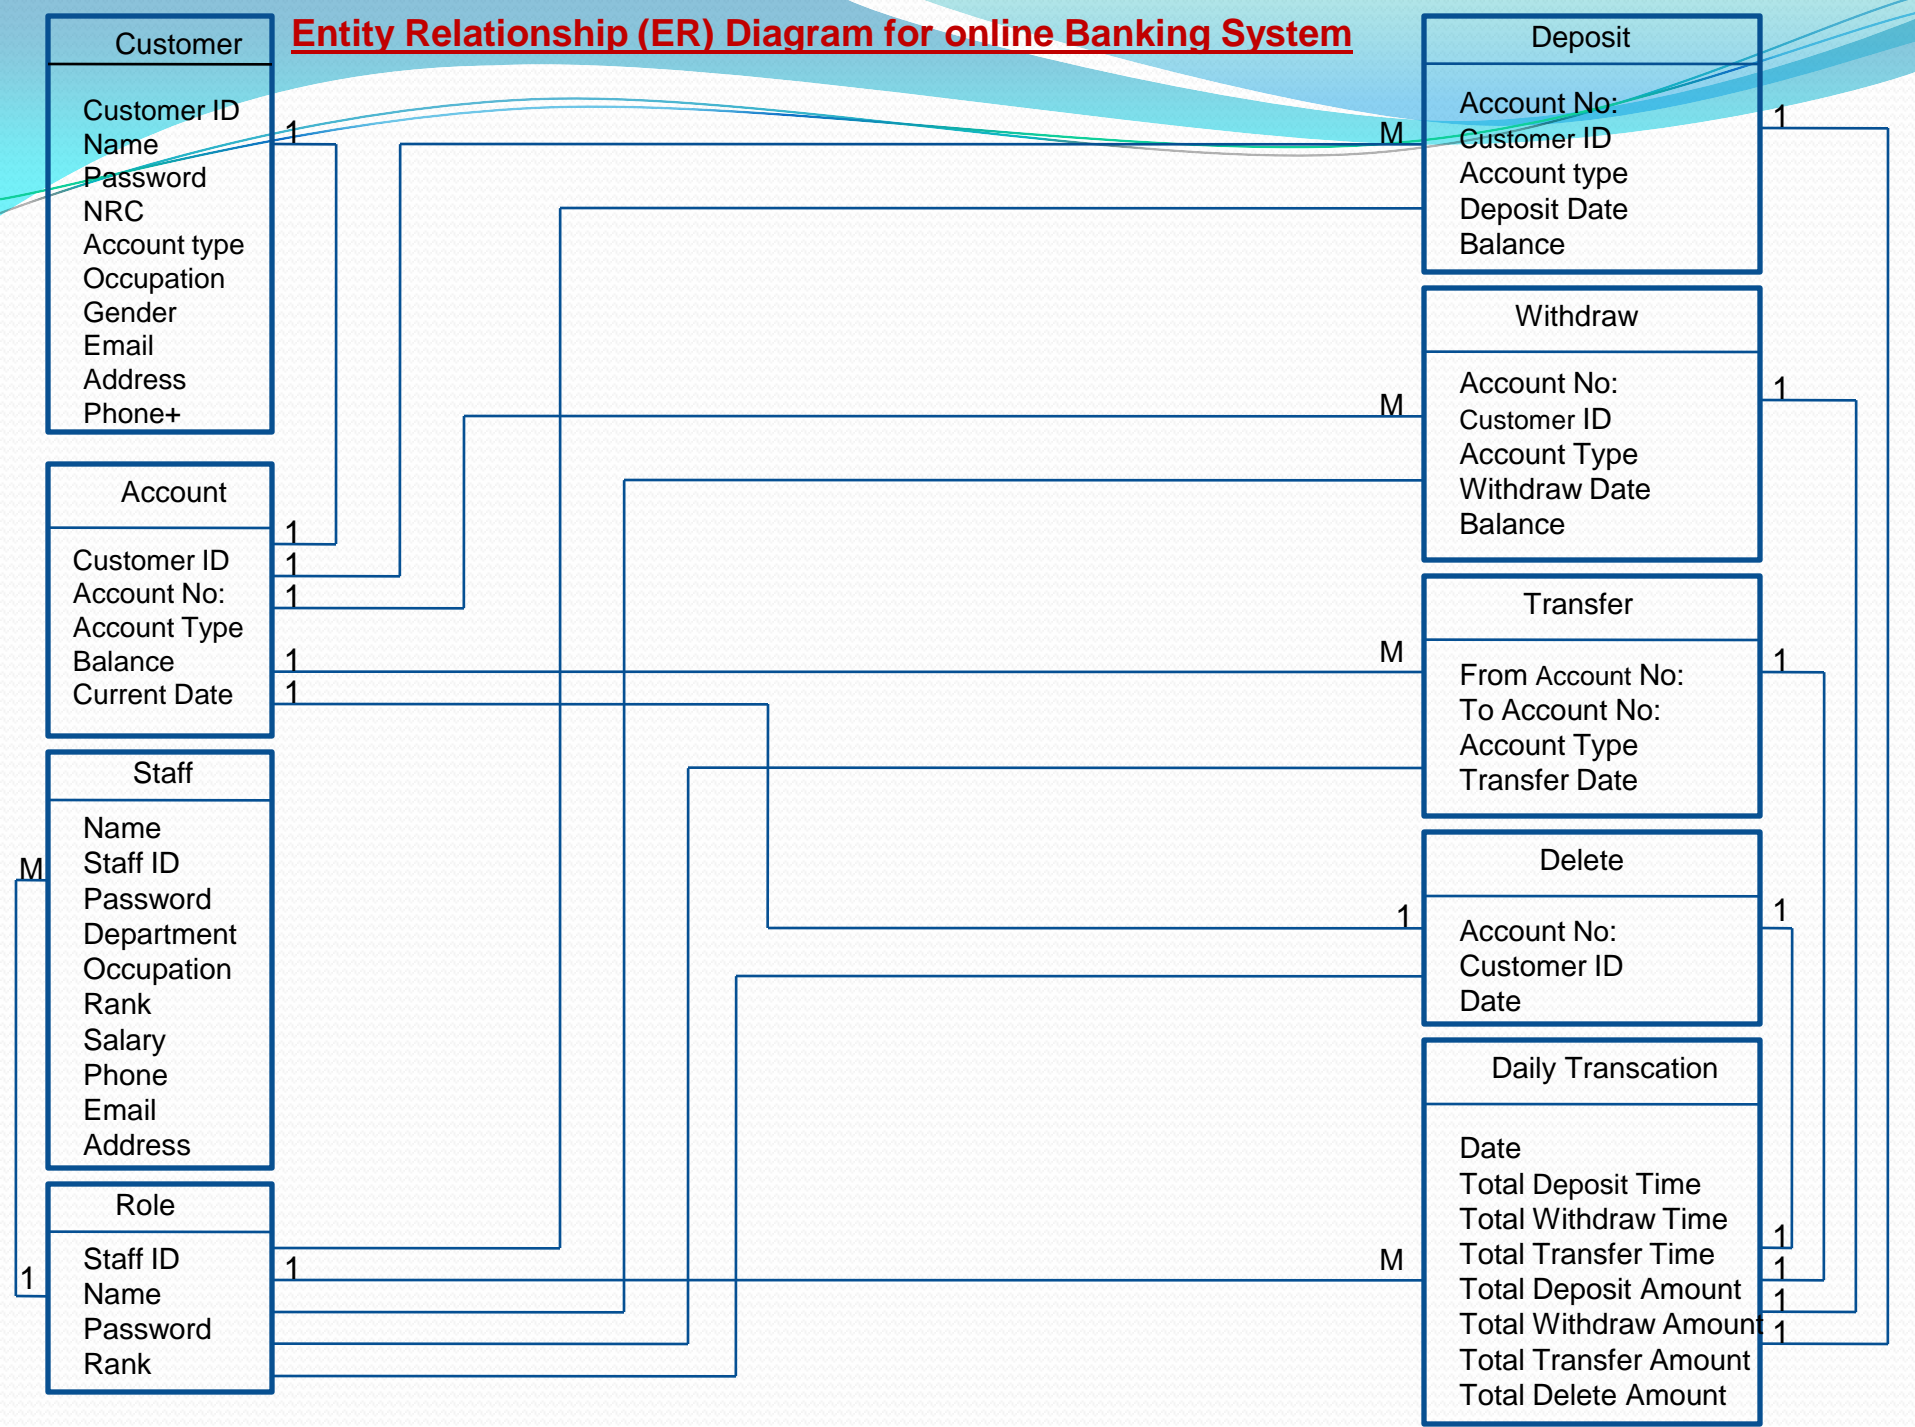 Entity Relationship (ER) Diagram for online Banking System
Customer
Customer ID
Name
Password
NRC
Account type
Occupation
Gender
Email
Address
Phone+
1
Account
Customer ID
Account No:
Account Type
Balance
Current Date
1
1
1
1
1
Staff
Name
Staff ID
Password
Department
Occupation
Rank
Salary
Phone
Email
Address
M
Role
Staff ID
Name
Password
Rank
1
1
Deposit
Account No:
Customer ID
Account type
Deposit Date
Balance
M
1
Withdraw
Account No:
Customer ID
Account Type
Withdraw Date
Balance
M
1
Transfer
From Account No:
To Account No:
Account Type
Transfer Date
M
1
Delete
Account No:
Customer ID
Date
1
1
Daily Transcation
Date
Total Deposit Time
Total Withdraw Time
Total Transfer Time
Total Deposit Amount
Total Withdraw Amount
Total Transfer Amount
Total Delete Amount
M
1
1
1
1